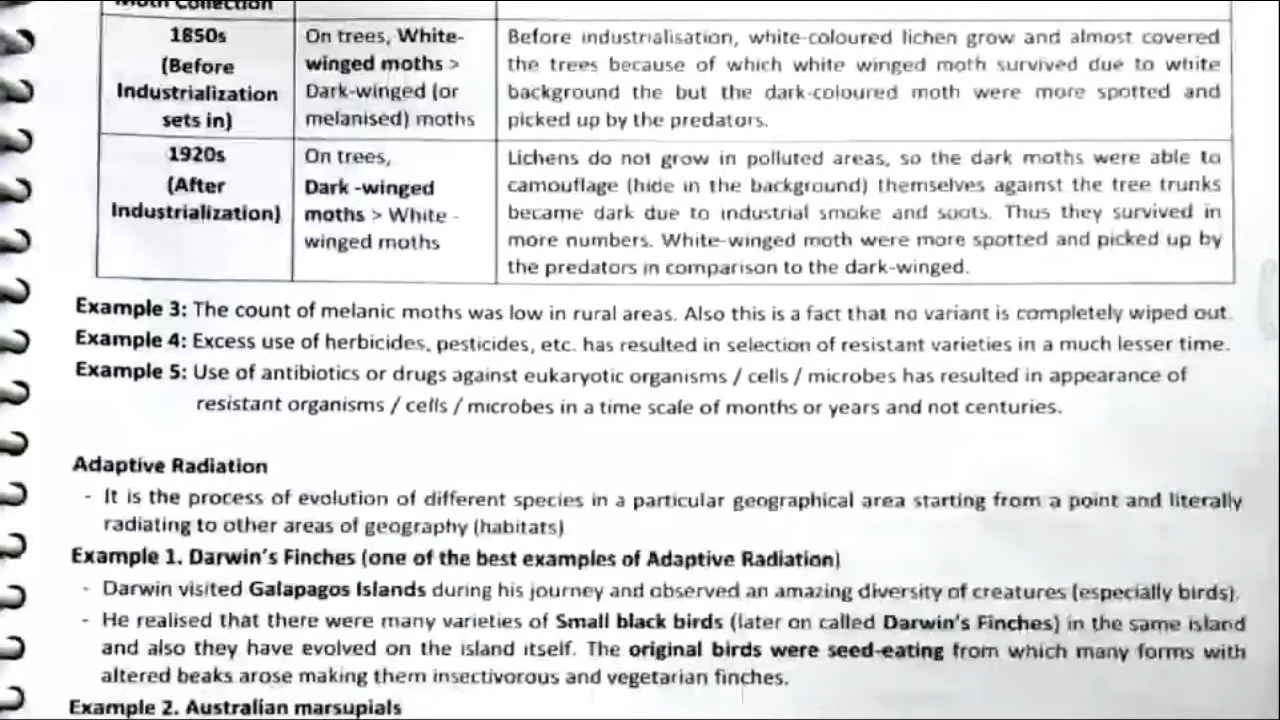 Moth Collection
1850s
(Before
Industrialization
sets in)
On trees, White-
winged moths >
Dark-winged (or
melanised) moths
Before industrialisation, white-coloured lichen grow and almost covered
the trees because of which white winged moth survived due to white
background the but the dark-coloured moth were more spotted and
picked up by the predators.
1920s
(After
Industrialization)
On trees,
Dark -winged
moths > White -
winged moths
Lichens do not grow in polluted areas, so the dark moths were able to
camouflage (hide in the background) themselves against the tree trunks
became dark due to industrial smoke and soots. Thus they survived in
more numbers. White-winged moth were more spotted and picked up by
the predators in comparison to the dark-winged.
Example 3: The count of melanic moths was low in rural areas. Also this is a fact that no variant is completely wiped out.
Example 4: Excess use of herbicides, pesticides, etc. has resulted in selection of resistant varieties in a much lesser time.
Example 5: Use of antibiotics or drugs against eukaryotic organisms / cells / microbes has resulted in appearance of
resistant organisms / cells / microbes in a time scale of months or years and not centuries.
Adaptive Radiation
- It is the process of evolution of different species in a particular geographical area starting from a point and literally
radiating to other areas of geography (habitats)
Example 1. Darwin's Finches (one of the best examples of Adaptive Radiation)
- Darwin visited Galapagos Islands during his journey and observed an amazing diversity of creatures (especially birds).
- He realised that there were many varieties of Small black birds (later on called Darwin's Finches) in the same island
and also they have evolved on the island itself. The original birds were seed-eating from which many forms with
altered beaks arose making them insectivorous and vegetarian finches.
Example 2. Australian marsupials